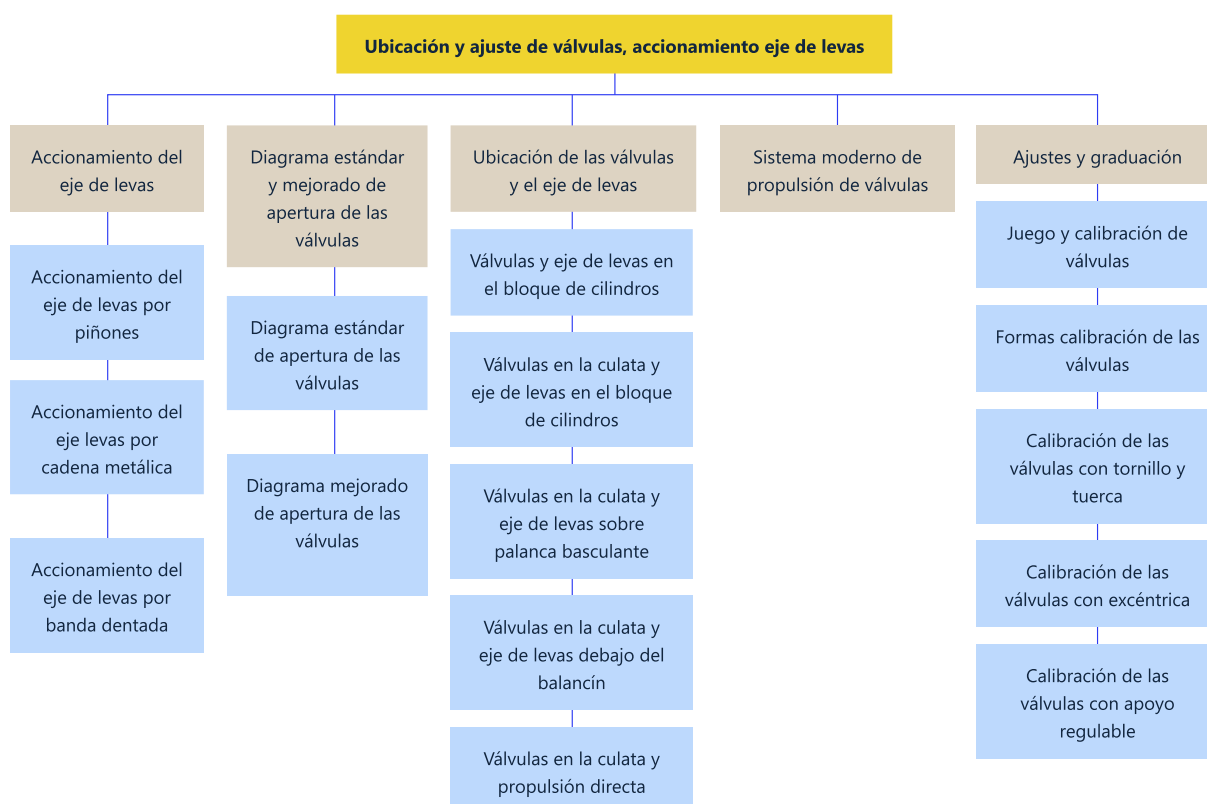 Ubicación y ajuste de válvulas, accionamiento eje de levas
Accionamiento del
eje de levas
Accionamiento del
eje de levas por
piñones
Accionamiento del
eje levas por
cadena metálica
Accionamiento del
eje de levas por
banda dentada
Diagrama estándar
y mejorado de
apertura de las
válvulas
Diagrama estándar
de apertura de las
válvulas
Diagrama mejorado
de apertura de las
válvulas
Ubicación de las válvulas
y el eje de levas
Válvulas y eje de levas en
el bloque de cilindros
Válvulas en la culata y
eje de levas en el bloque
de cilindros
Válvulas en la culata y
eje de levas sobre
palanca basculante
Válvulas en la culata y
eje de levas debajo del
balancín
Válvulas en la culata y
propulsión directa
Sistema moderno de
propulsión de válvulas
Ajustes y graduación
Juego y calibración de
válvulas
Formas calibración de las
válvulas
Calibración de las
válvulas con tornillo y
tuerca
Calibración de las
válvulas con excéntrica
Calibración de las
válvulas con apoyo
regulable